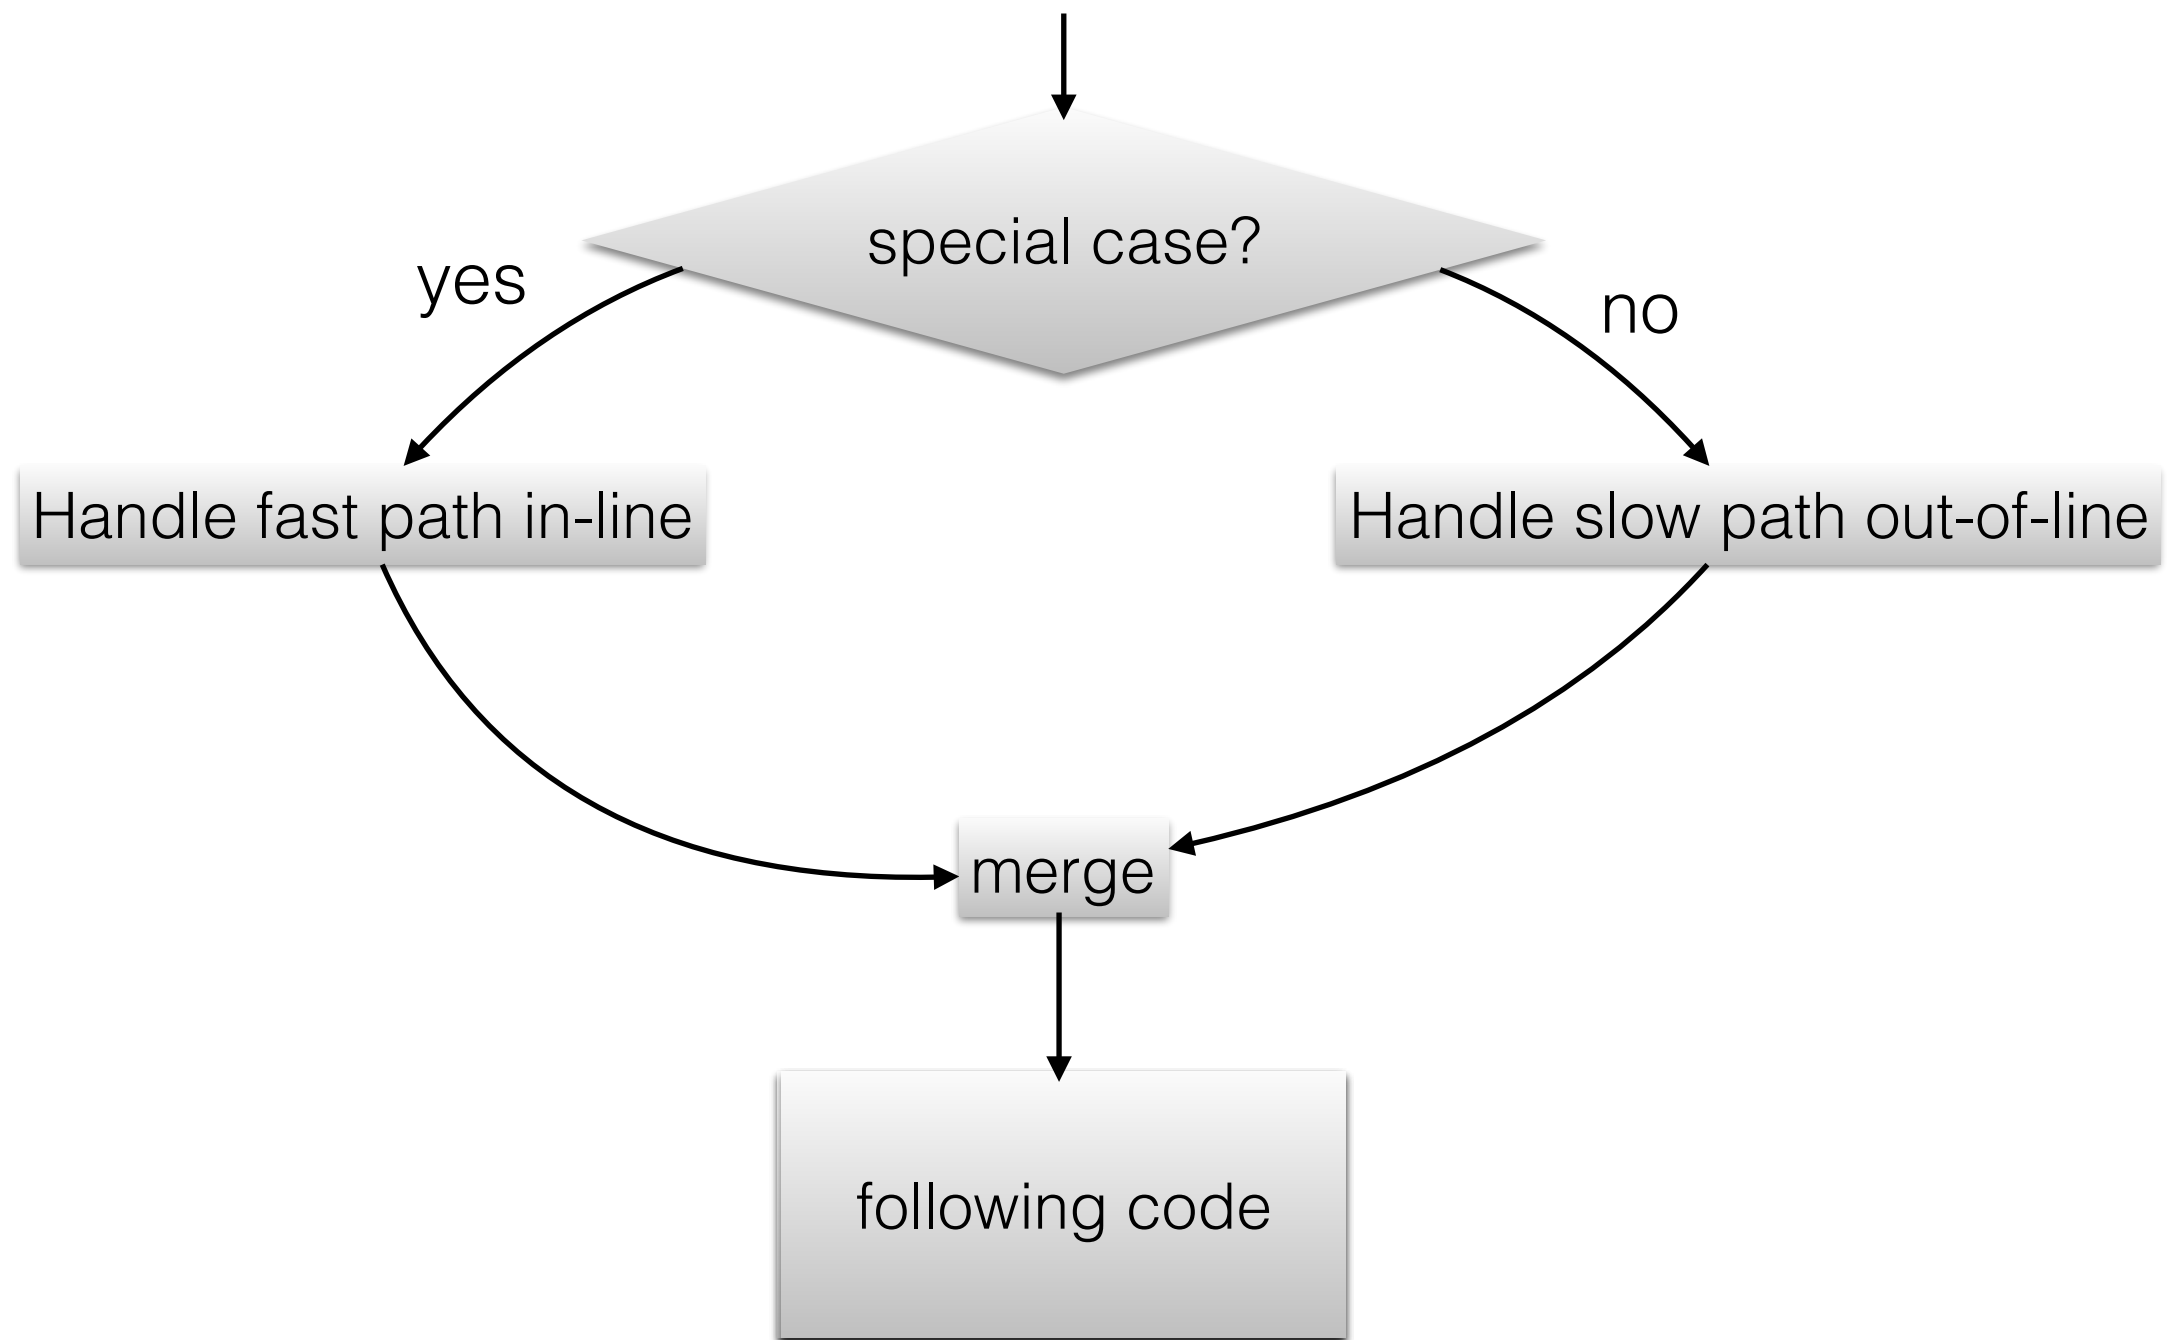 special case?
yes
no
Handle fast path in-line
Handle slow path out-of-line
merge
following code